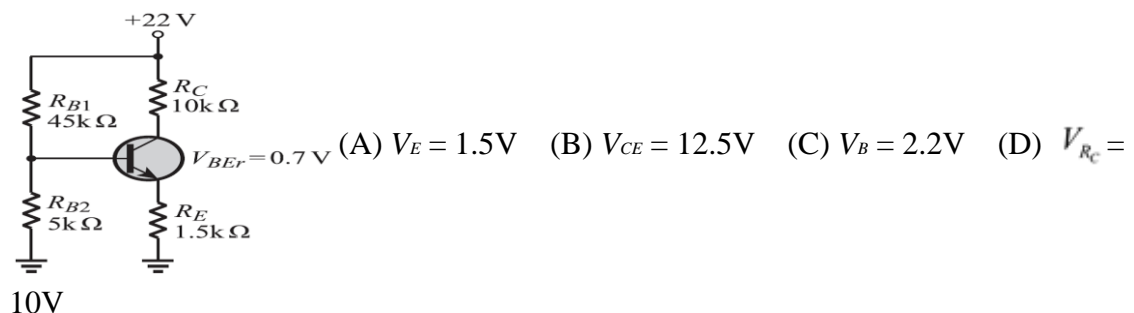 +22 V
R_C
10kΩ
R_B1
45kΩ
V_BEr=0.7 V (A) V_E = 1.5V (B) V_CE = 12.5V (C) V_B = 2.2V (D) V_R_C =
R_B2
5kΩ
R_E
1.5kΩ
10V